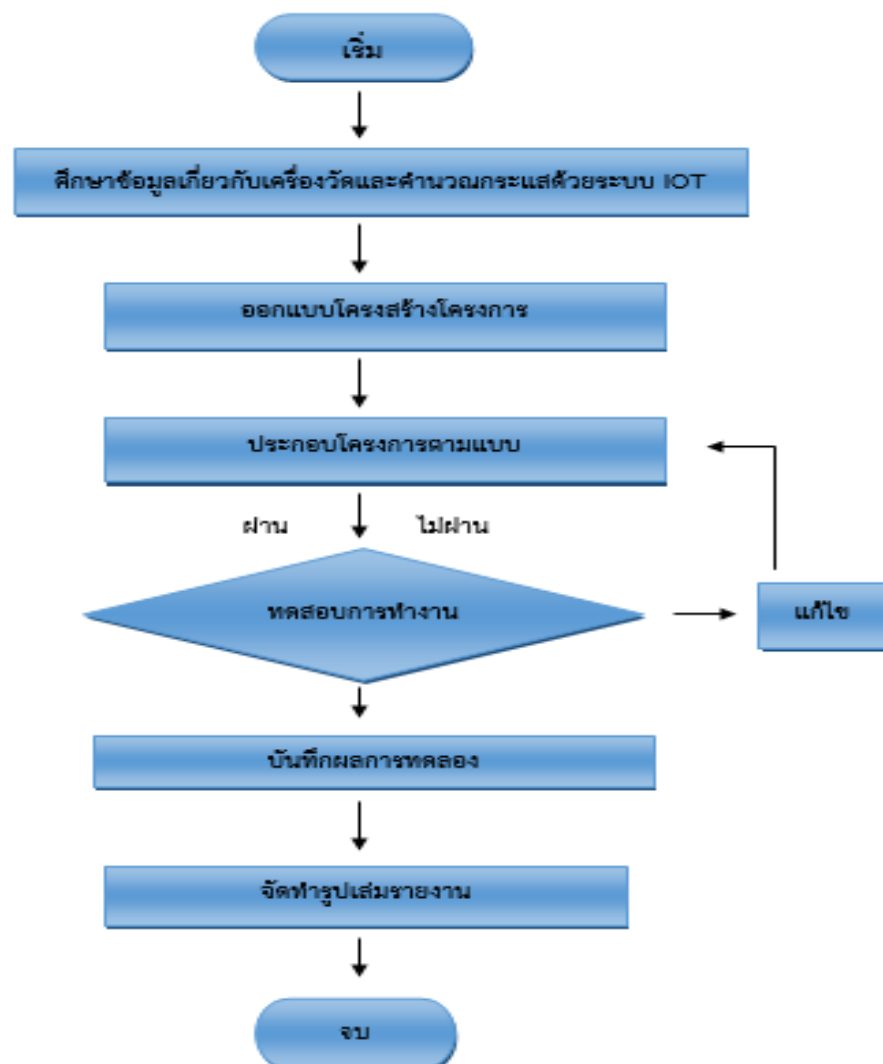 เริ่ม
ศึกษาข้อมูลเกี่ยวกับเครื่องวัดและคำนวณกระแสด้วยระบบ IOT
ออกแบบโครงสร้างโครงการ
ประกอบโครงการตามแบบ
ผ่าน ไม่ผ่าน
ทดสอบการทำงาน
แก้ไข
บันทึกผลการทดลอง
จัดทำรูปเล่มรายงาน
จบ